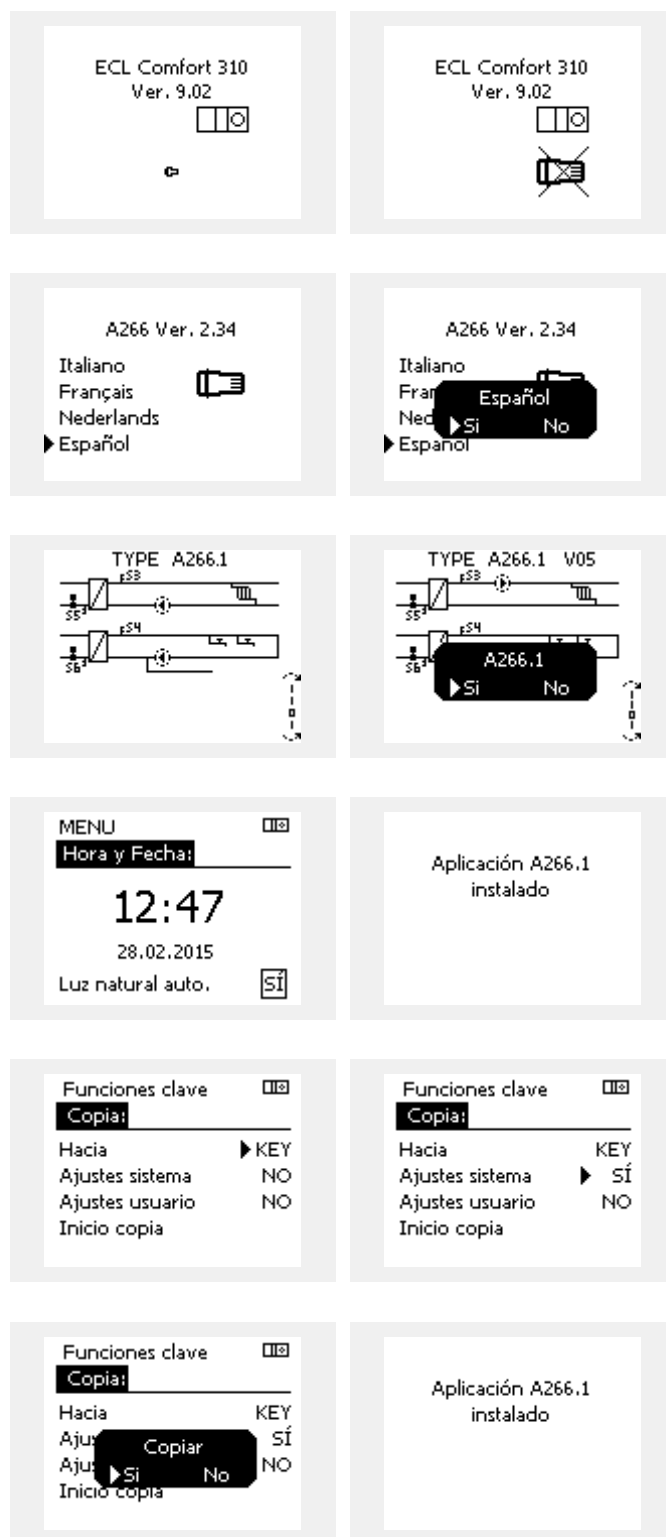 ECL Comfort 310
Ver. 9.02
ECL Comfort 310
Ver. 9.02
A266 Ver. 2.34
Italiano
Français
Nederlands
Español
A266 Ver. 2.34
Italiano
Fra
Ned
Español
Español
Si No
TYPE A266.1
S3
S5
S4
S6
TYPE A266.1 V05
S3
S5
S4
S6
A266.1
Si No
MENU
Hora y Fecha:
12:47
28.02.2015
Luz natural auto. SÍ
Aplicación A266.1
instalado
Funciones clave
Copia:
Hacia KEY
Ajustes sistema NO
Ajustes usuario NO
Inicio copia
Funciones clave
Copia:
Hacia KEY
Ajustes sistema SÍ
Ajustes usuario NO
Inicio copia
Funciones clave
Copia:
Hacia KEY
Ajus SÍ
Ajus NO
Inicio copia
Copiar
Si No
Aplicación A266.1
instalado